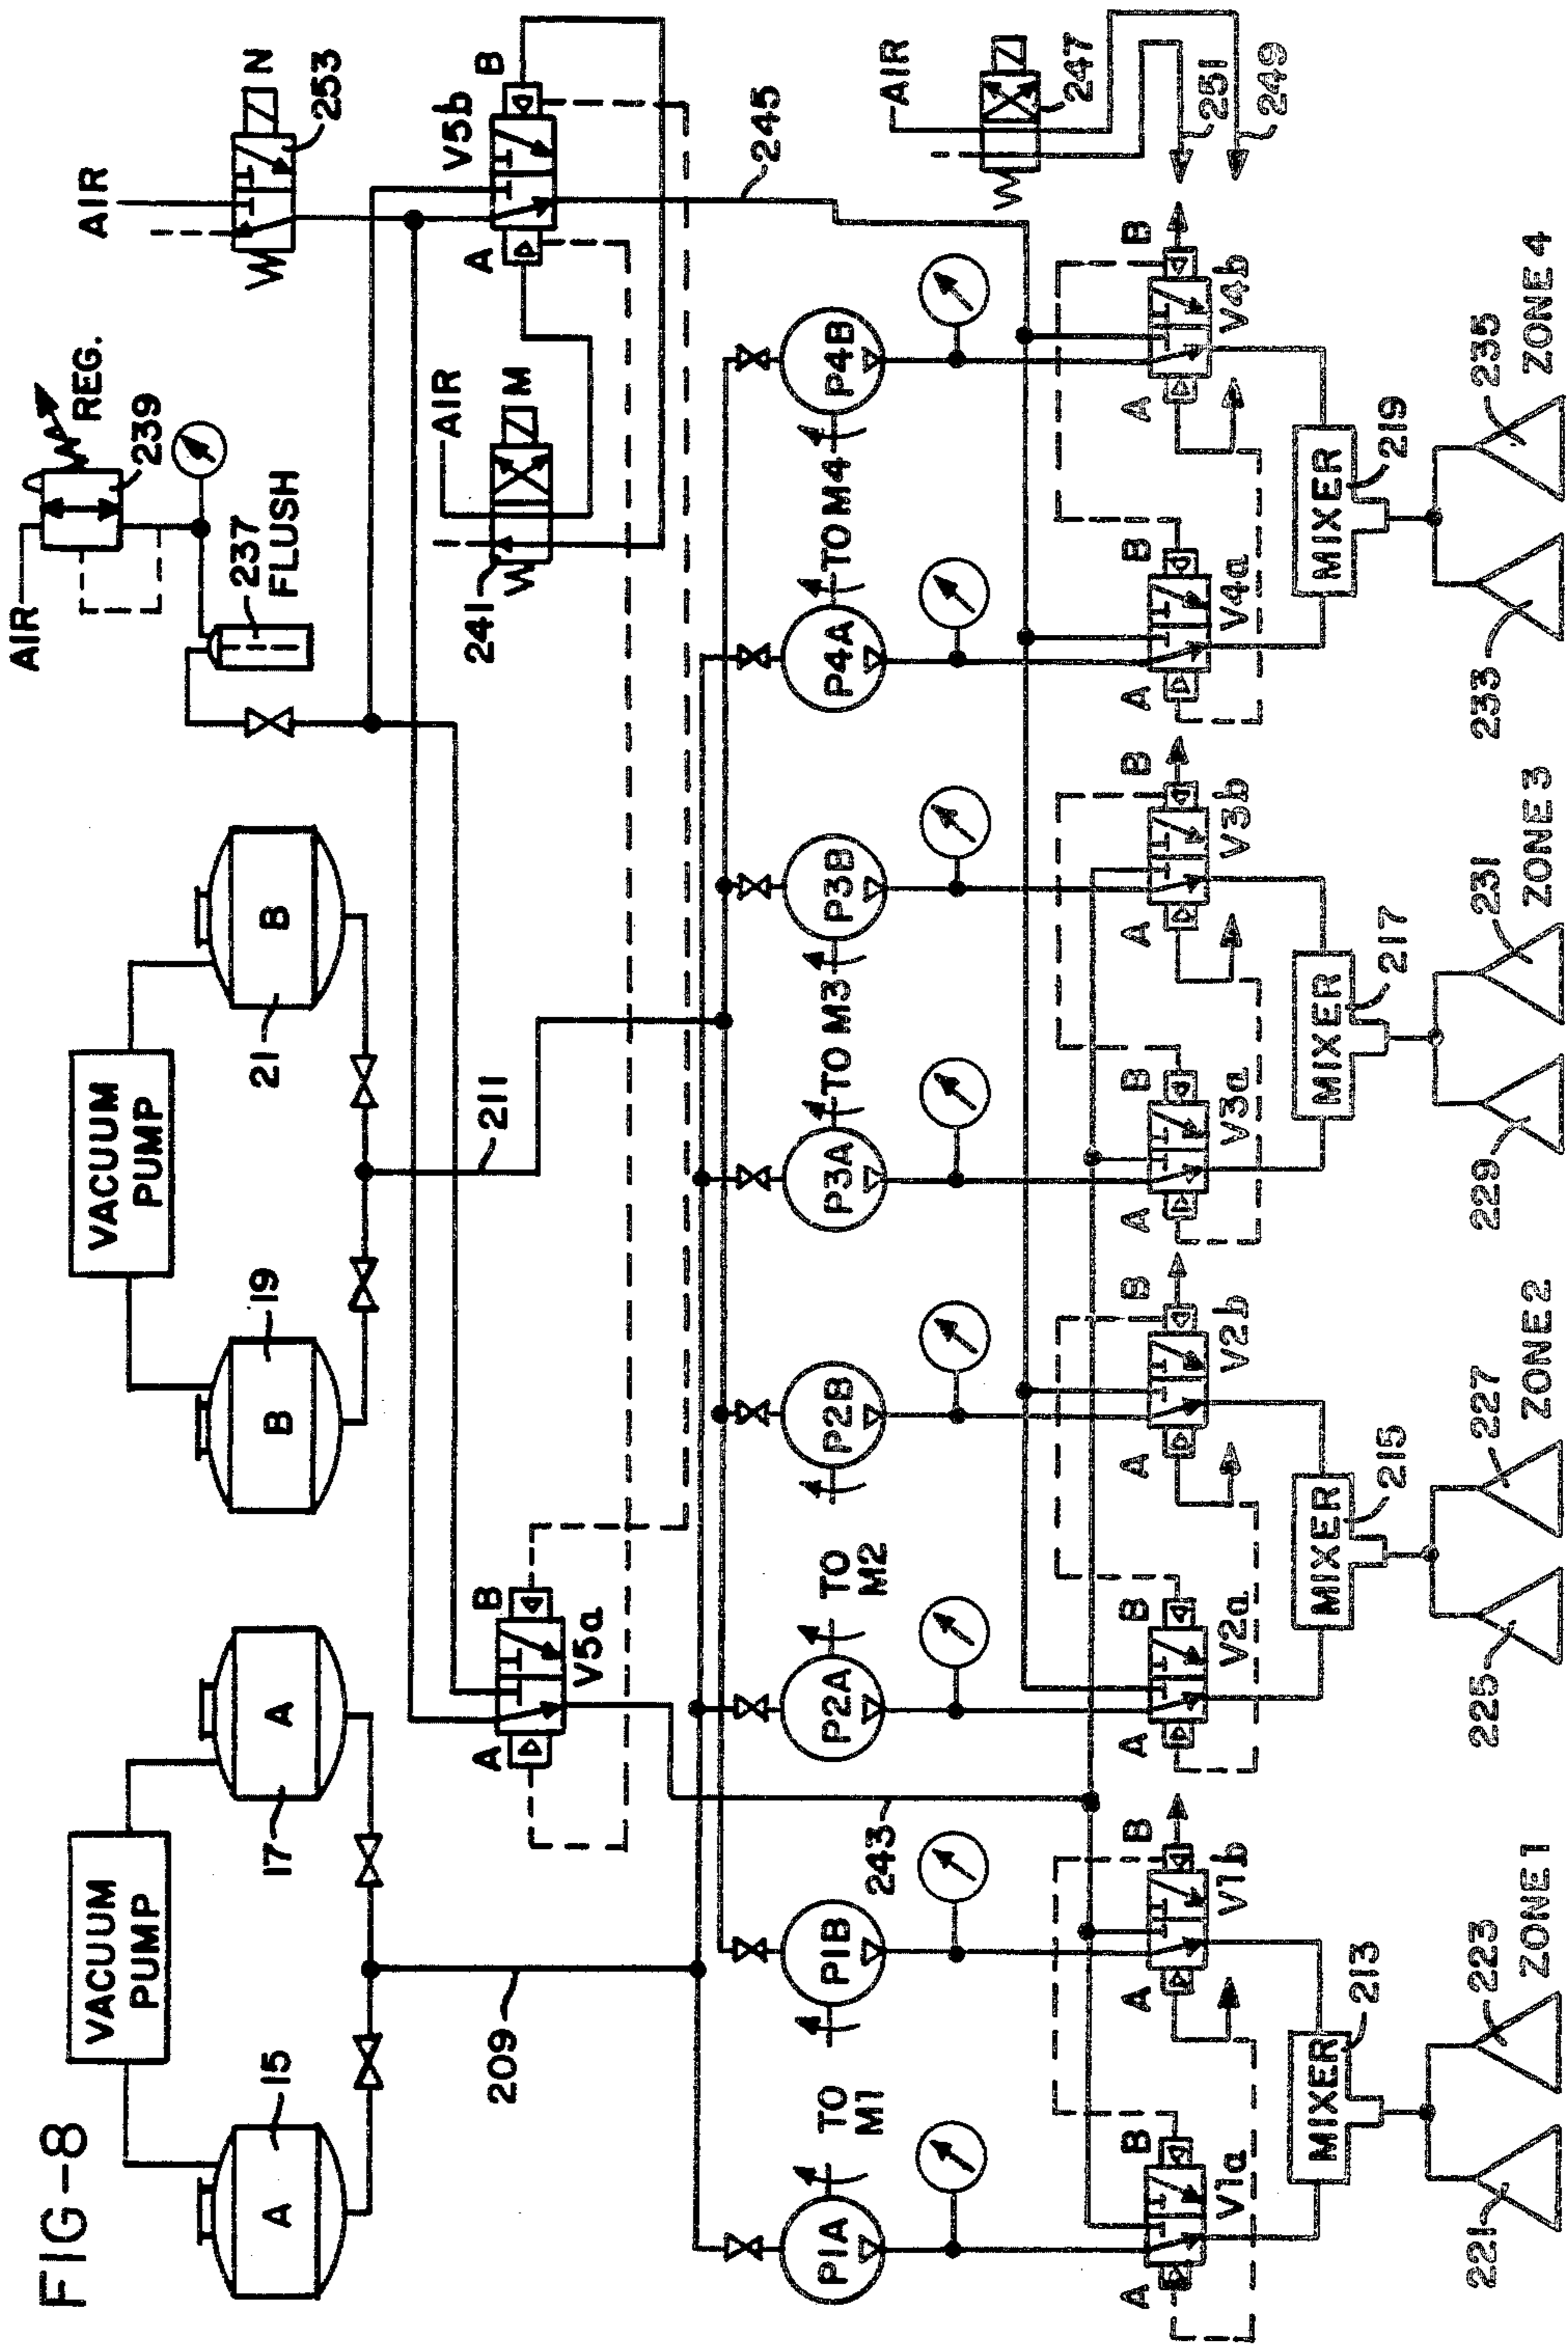 FIG-8
VACUUM
PUMP
A
15
A
17
VACUUM
PUMP
B
19
B
21
AIR
REG.
239
237
FLUSH
AIR
N
253
209
211
A
B
V5a
241
AIR
M
A
B
V5b
245
P1A
TO
M1
P1B
243
P2A
TO
M2
P2B
P3A
TO M3
P3B
P4A
TO M4
P4B
AIR
247
251
249
A
B
V1a
A
B
V1b
A
B
V2a
A
B
V2b
A
B
V3a
A
B
V3b
A
B
V4a
A
B
V4b
MIXER
213
MIXER
215
MIXER
217
MIXER
219
221
223
ZONE 1
225
227
ZONE 2
229
231
ZONE 3
233
235
ZONE 4